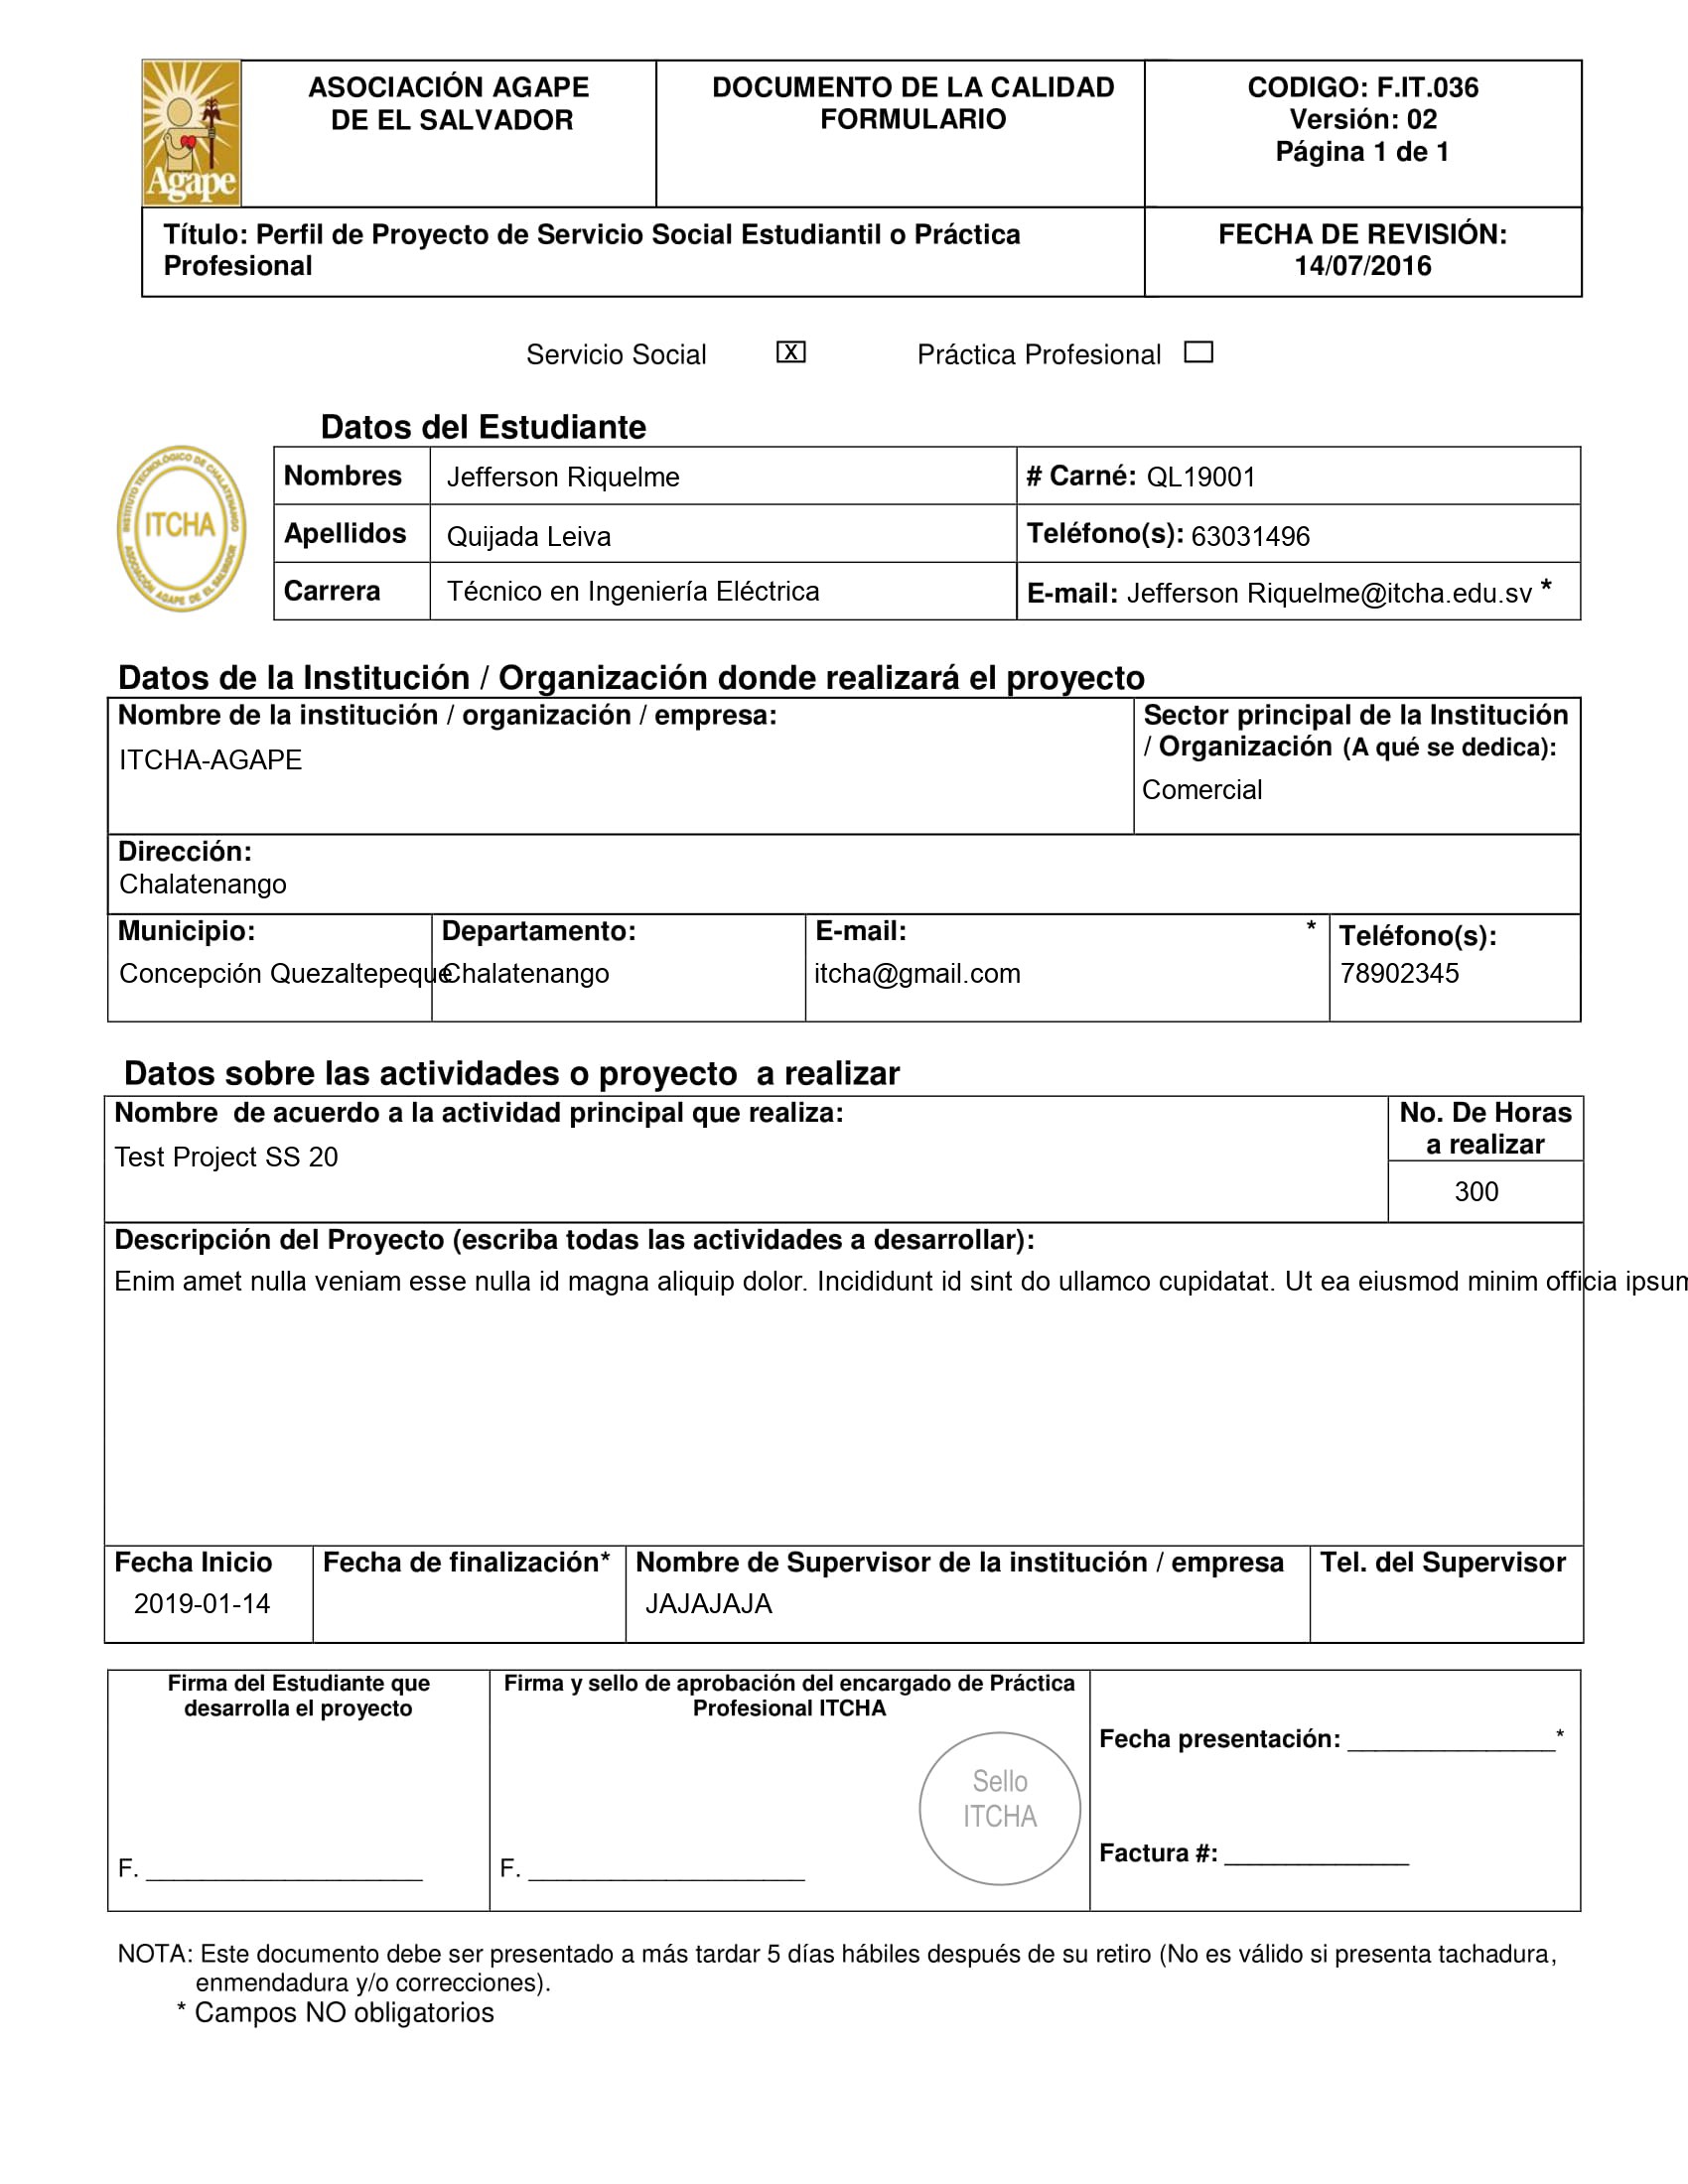 Agape
ASOCIACIÓN AGAPE
DE EL SALVADOR
DOCUMENTO DE LA CALIDAD
FORMULARIO
CODIGO: F.IT.036
Versión: 02
Página 1 de 1
Título: Perfil de Proyecto de Servicio Social Estudiantil o Práctica
Profesional
FECHA DE REVISIÓN:
14/07/2016
Servicio Social X Práctica Profesional
Datos del Estudiante
INSTITUTO TECNOLÓGICO DE CHALATENANGO
ITCHA
ASOCIACIÓN AGAPE DE EL SALVADOR
Nombres Jefferson Riquelme # Carné: QL19001
Apellidos Quijada Leiva Teléfono(s): 63031496
Carrera Técnico en Ingeniería Eléctrica E-mail: Jefferson Riquelme@itcha.edu.sv *
Datos de la Institución / Organización donde realizará el proyecto
Nombre de la institución / organización / empresa:
ITCHA-AGAPE
Sector principal de la Institución
/ Organización (A qué se dedica):
Comercial
Dirección:
Chalatenango
Municipio: Departamento: E-mail: * Teléfono(s):
Concepción Quezaltepeque Chalatenango itcha@gmail.com 78902345
Datos sobre las actividades o proyecto a realizar
Nombre de acuerdo a la actividad principal que realiza:
Test Project SS 20
No. De Horas
a realizar
300
Descripción del Proyecto (escriba todas las actividades a desarrollar):
Enim amet nulla veniam esse nulla id magna aliquip dolor. Incididunt id sint do ullamco cupidatat. Ut ea eiusmod minim officia ipsum
Fecha Inicio Fecha de finalización* Nombre de Supervisor de la institución / empresa Tel. del Supervisor
2019-01-14 JAJAJAJA
Firma del Estudiante que
desarrolla el proyecto
F. ____________________
Firma y sello de aprobación del encargado de Práctica
Profesional ITCHA
Sello
ITCHA
F. ____________________
Fecha presentación: _______________*
Factura #: ______________
NOTA: Este documento debe ser presentado a más tardar 5 días hábiles después de su retiro (No es válido si presenta tachadura,
enmendadura y/o correcciones).
* Campos NO obligatorios